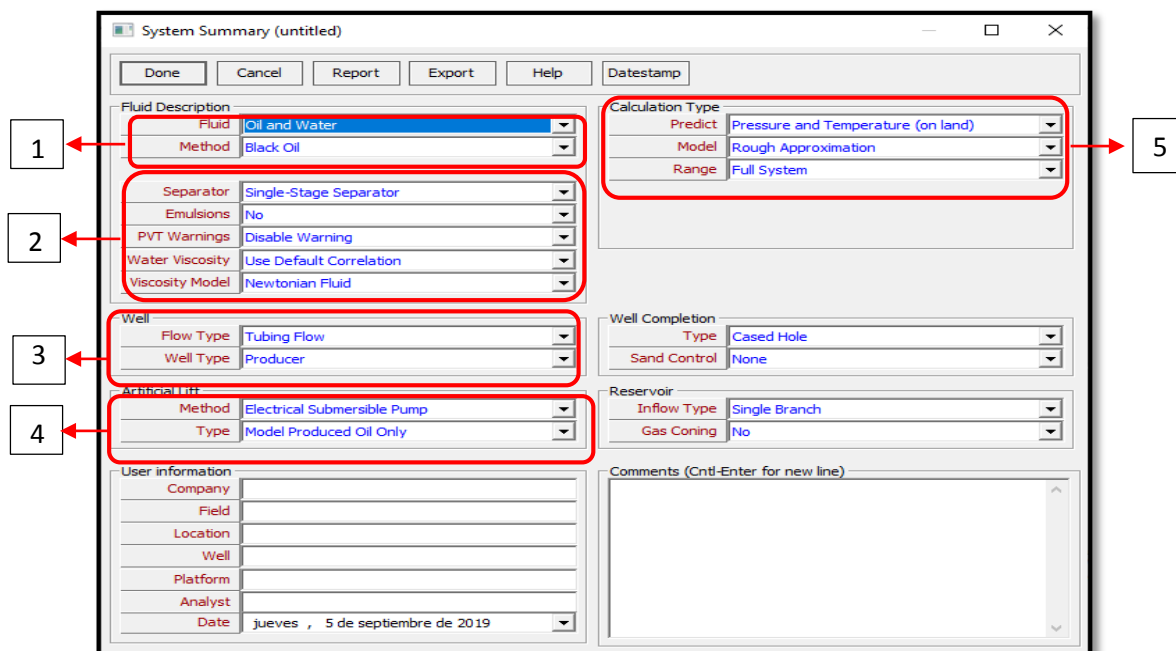 System Summary (untitled)
Done Cancel Report Export Help Datestamp
Fluid Description
Fluid Oil and Water
Method Black Oil
Separator Single-Stage Separator
Emulsions No
PVT Warnings Disable Warning
Water Viscosity Use Default Correlation
Viscosity Model Newtonian Fluid
1
2
Calculation Type
Predict Pressure and Temperature (on land)
Model Rough Approximation
Range Full System
5
Well
Flow Type Tubing Flow
Well Type Producer
3
Well Completion
Type Cased Hole
Sand Control None
Artificial Lift
Method Electrical Submersible Pump
Type Model Produced Oil Only
4
Reservoir
Inflow Type Single Branch
Gas Coning No
User information
Company
Field
Location
Well
Platform
Analyst
Date jueves , 5 de septiembre de 2019
Comments (Cntl-Enter for new line)